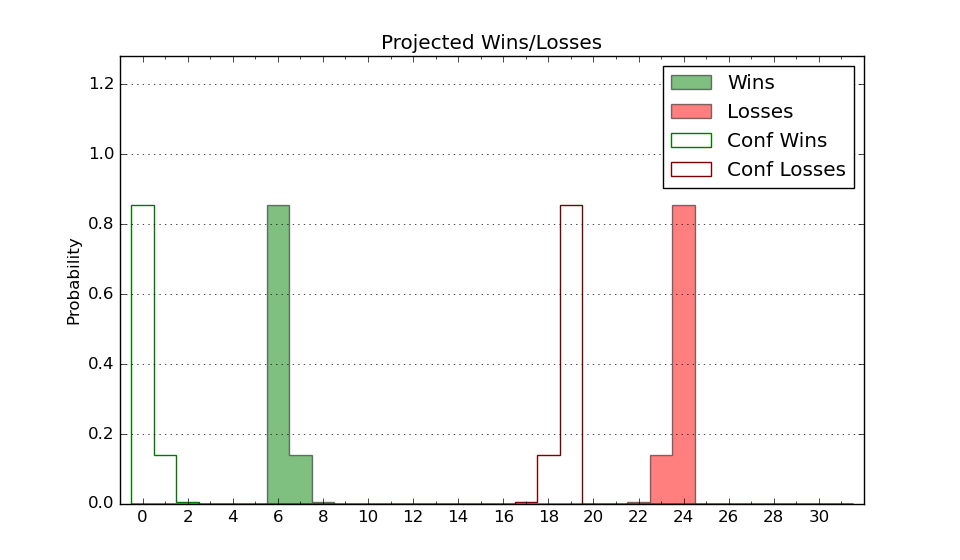 Projected Wins/Losses
Wins
Losses
Conf Wins
Conf Losses
Probability
1.2
1.0
0.8
0.6
0.4
0.2
0.0
0 2 4 6 8 10 12 14 16 18 20 22 24 26 28 30